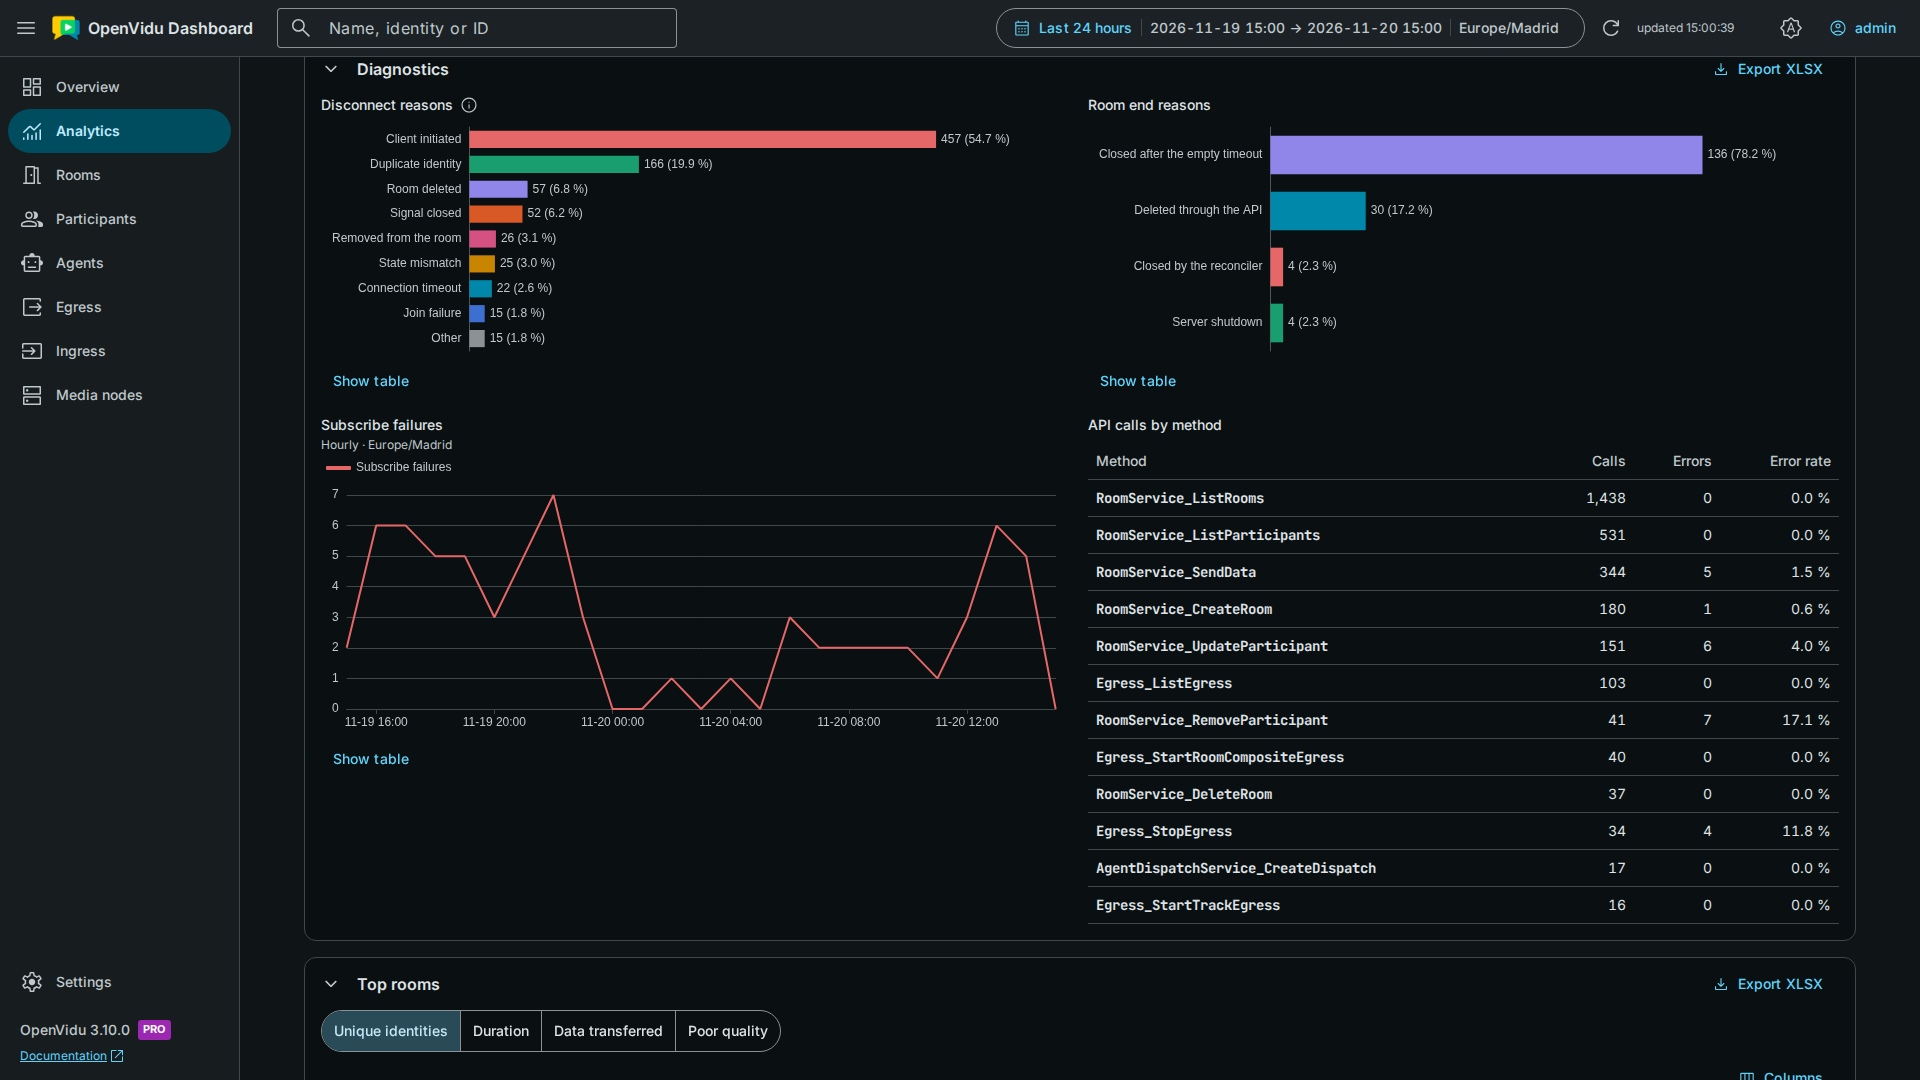 OpenVidu Dashboard
Name, identity or ID
Last 24 hours 2026-11-19 15:00 → 2026-11-20 15:00 Europe/Madrid
updated 15:00:39
admin
Overview
Analytics
Rooms
Participants
Agents
Egress
Ingress
Media nodes
Settings
OpenVidu 3.10.0 PRO
Documentation
Diagnostics
Export XLSX
Disconnect reasons
Client initiated 457 (54.7 %)
Duplicate identity 166 (19.9 %)
Room deleted 57 (6.8 %)
Signal closed 52 (6.2 %)
Removed from the room 26 (3.1 %)
State mismatch 25 (3.0 %)
Connection timeout 22 (2.6 %)
Join failure 15 (1.8 %)
Other 15 (1.8 %)
Show table
Room end reasons
Closed after the empty timeout 136 (78.2 %)
Deleted through the API 30 (17.2 %)
Closed by the reconciler 4 (2.3 %)
Server shutdown 4 (2.3 %)
Show table
Subscribe failures
Hourly · Europe/Madrid
Subscribe failures
7
6
5
4
3
2
1
0
11-19 16:00 11-19 20:00 11-20 00:00 11-20 04:00 11-20 08:00 11-20 12:00
Show table
API calls by method
Method Calls Errors Error rate
RoomService_ListRooms 1,438 0 0.0 %
RoomService_ListParticipants 531 0 0.0 %
RoomService_SendData 344 5 1.5 %
RoomService_CreateRoom 180 1 0.6 %
RoomService_UpdateParticipant 151 6 4.0 %
Egress_ListEgress 103 0 0.0 %
RoomService_RemoveParticipant 41 7 17.1 %
Egress_StartRoomCompositeEgress 40 0 0.0 %
RoomService_DeleteRoom 37 0 0.0 %
Egress_StopEgress 34 4 11.8 %
AgentDispatchService_CreateDispatch 17 0 0.0 %
Egress_StartTrackEgress 16 0 0.0 %
Top rooms
Export XLSX
Unique identities Duration Data transferred Poor quality
Columns